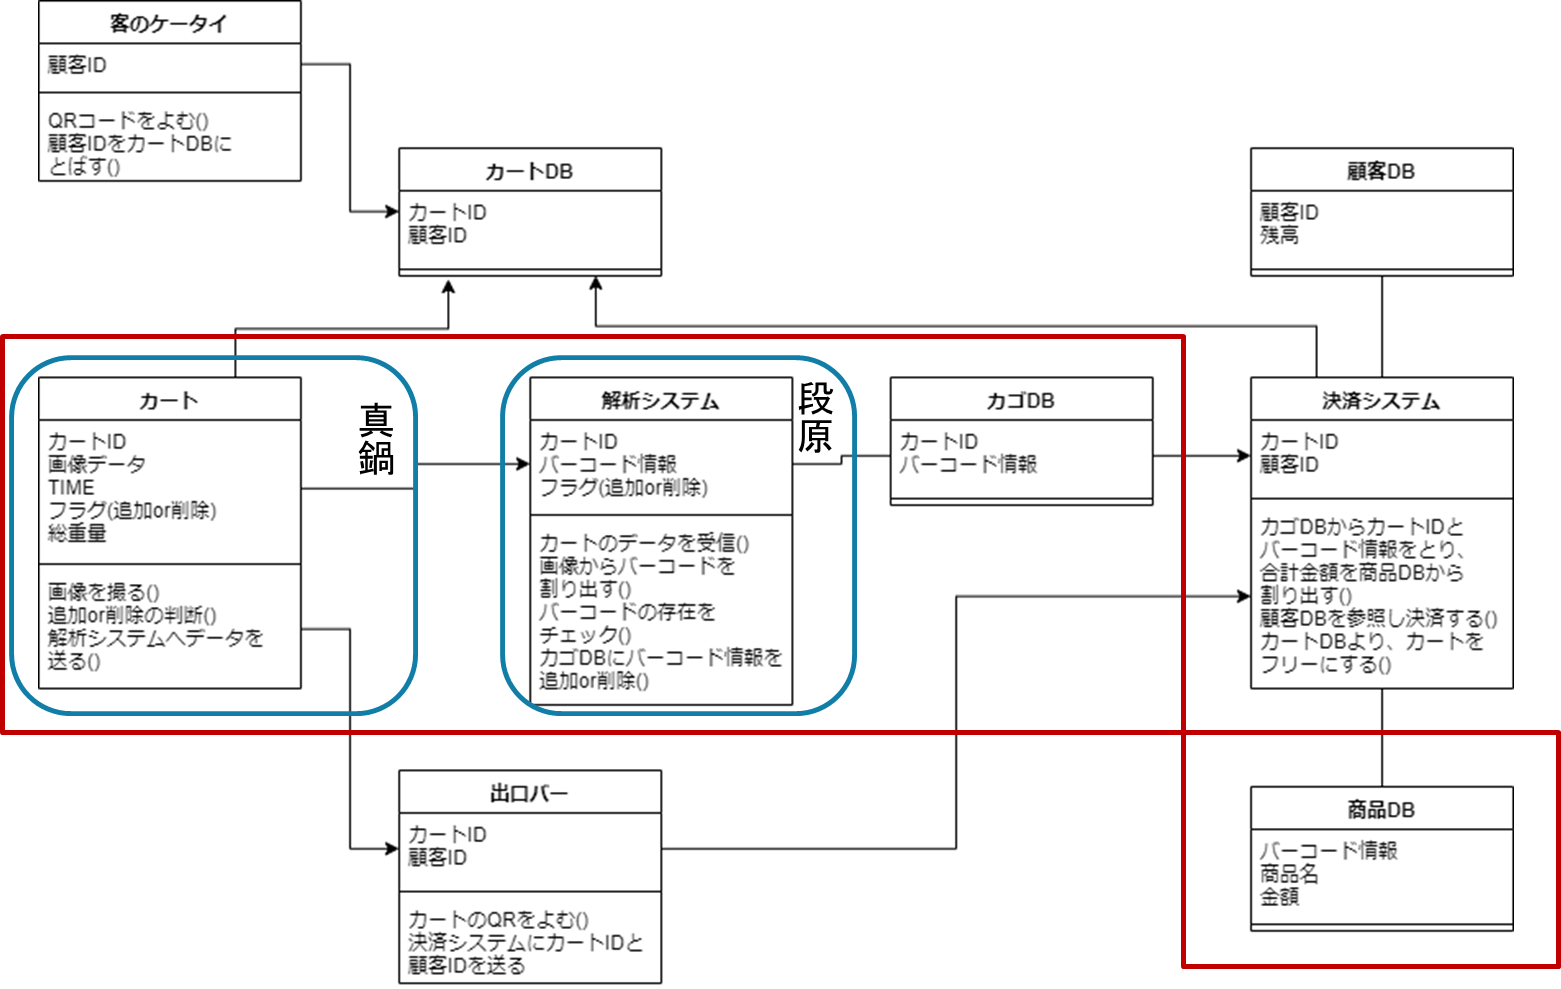 客のケータイ
顧客ID
QRコードをよむ()
顧客IDをカートDBに
とばす()
カートDB
カートID
顧客ID
顧客DB
顧客ID
残高
カート
カートID
画像データ
TIME
フラグ(追加or削除)
総重量
画像を撮る()
追加or削除の判断()
解析システムへデータを
送る()
真鍋
解析システム
カートID
バーコード情報
フラグ(追加or削除)
カートのデータを受信()
画像からバーコードを
割り出す()
バーコードの存在を
チェック()
カゴDBにバーコード情報を
追加or削除()
段原
カゴDB
カートID
バーコード情報
決済システム
カートID
顧客ID
カゴDBからカートIDと
バーコード情報をとり、
合計金額を商品DBから
割り出す()
顧客DBを参照し決済する()
カートDBより、カートを
フリーにする()
出口バー
カートID
顧客ID
カートのQRをよむ()
決済システムにカートIDと
顧客IDを送る
商品DB
バーコード情報
商品名
金額